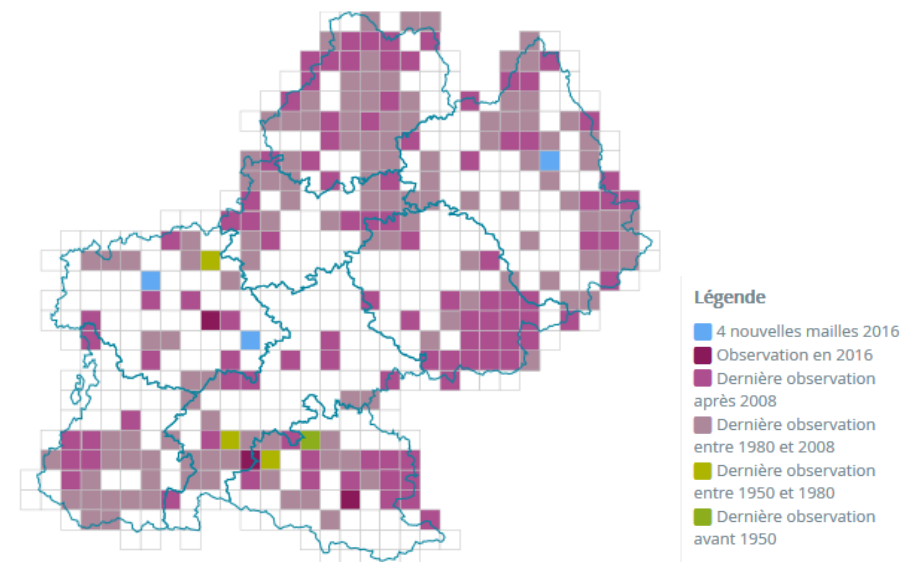 Légende
4 nouvelles mailles 2016
Observation en 2016
Dernière observation
après 2008
Dernière observation
entre 1980 et 2008
Dernière observation
entre 1950 et 1980
Dernière observation
avant 1950